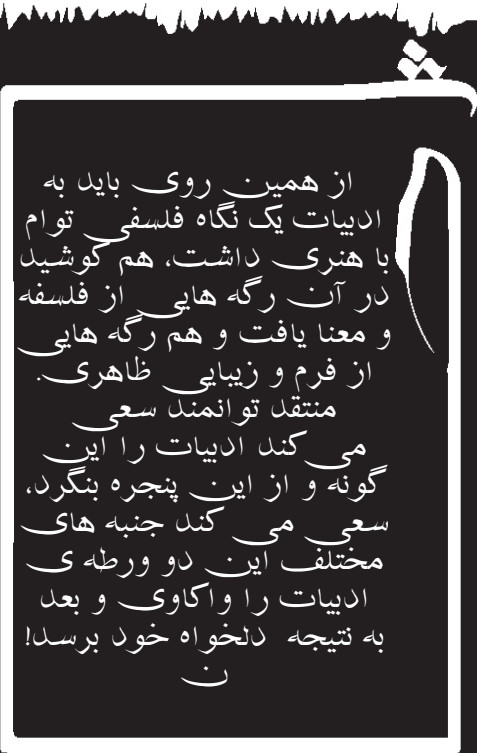 از همین روی باید به
ادبیات یک نگاه فلسفی توام
با هنری داشت، هم کوشید
در آن رگه هایی از فلسفه
و معنا یافت و هم رگه هایی
از فرم و زیبایی ظاهری.
منتقد توانمند سعی
می کند ادبیات را این
گونه و از این پنجره بنگرد،
سعی می کند جنبه های
مختلف این دو ورطه ی
ادبیات را واکاوی و بعد
به نتیجه دلخواه خود برسد!
ن